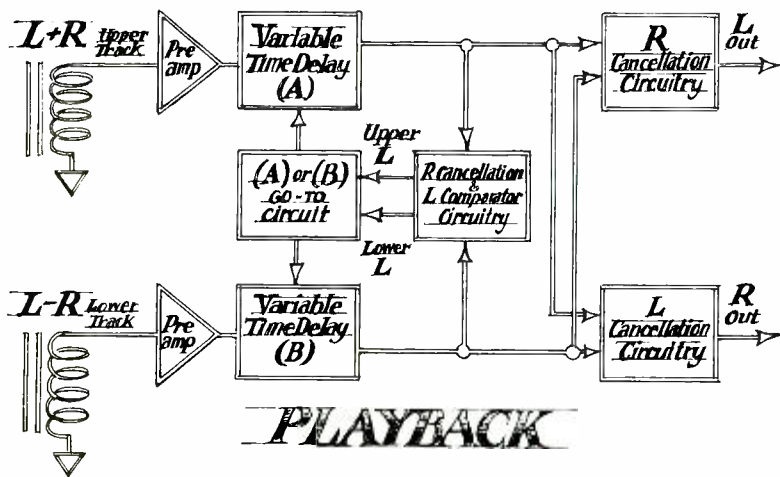 L+R
Upper
Track
Pre
amp
Variable
Time Delay
(A)
R
Cancellation
Circuitry
L
Out
(A) or (B)
GO-TO
Circuit
Upper
L
Lower
L
R Cancellation
&
L Comparator
Circuitry
L-R
Lower
Track
Pre
amp
Variable
Time Delay
(B)
L
Cancellation
Circuitry
R
Out
PLAYBACK